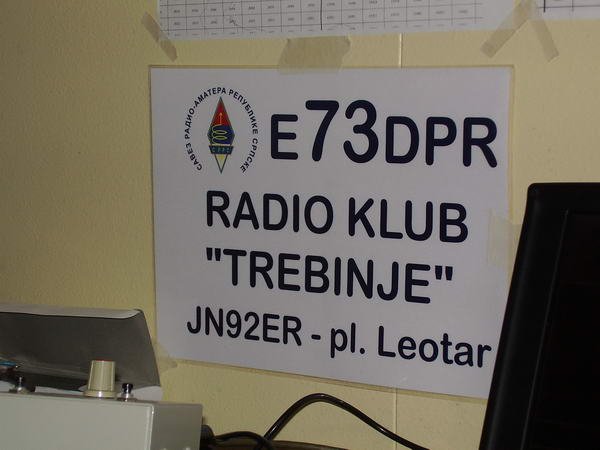 САВЕЗ РАДИО-АМАТЕРА РЕПУБЛИКЕ СРПСКЕ
E73DPR
RADIO KLUB
"TREBINJE"
JN92ER - pl. Leotar